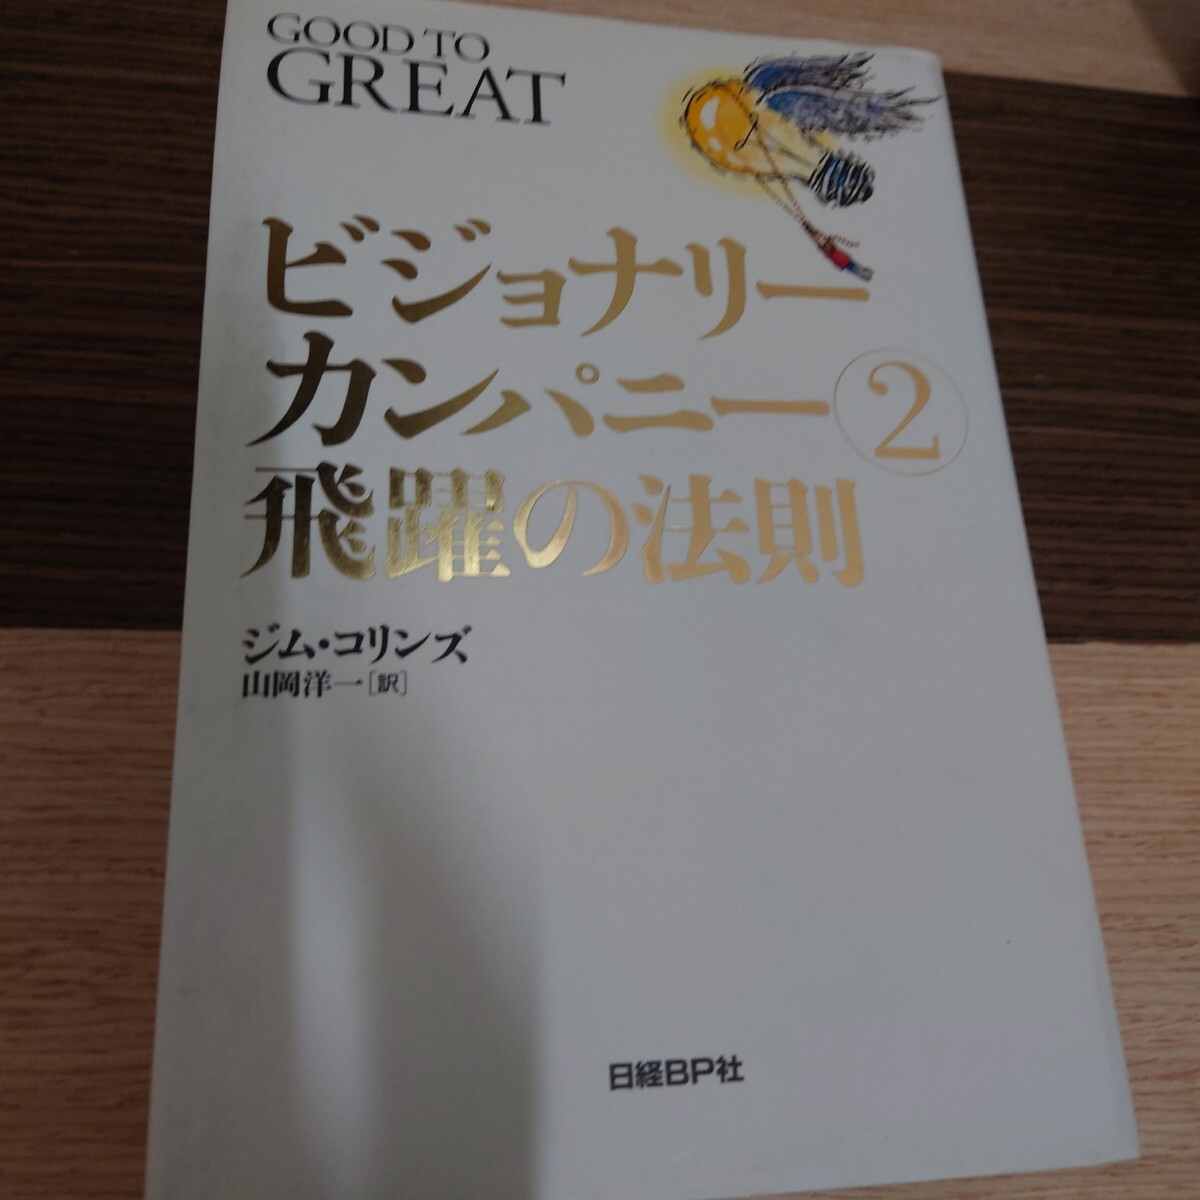 GOOD TO
GREAT
ビジョナリー
カンパニー②
飛躍の法則
ジム・コリンズ
山岡洋一[訳]
日経BP社